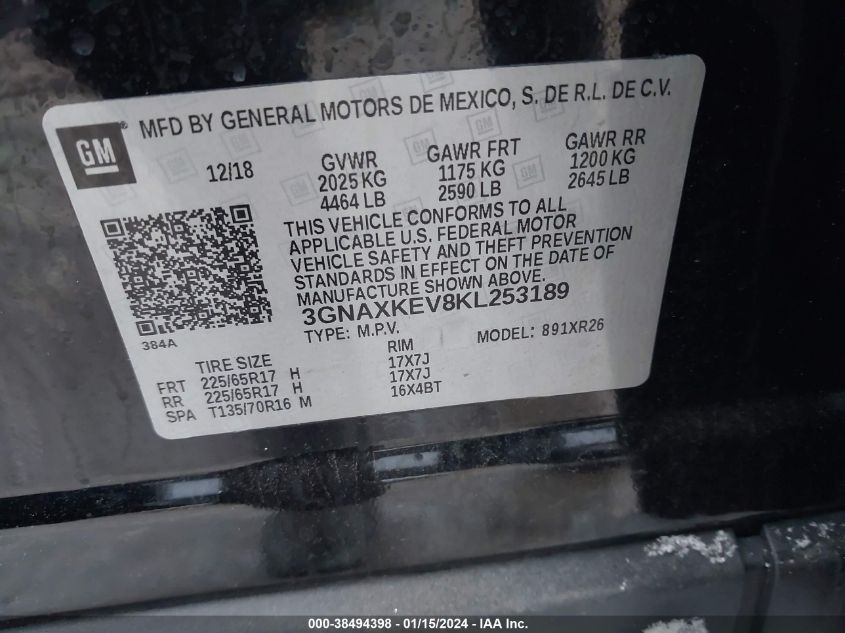 GM®
MFD BY GENERAL MOTORS DE MEXICO, S. DE R.L. DE C.V.
12/18
GVWR
2025 KG
4464 LB
GAWR FRT
1175 KG
2590 LB
GAWR RR
1200 KG
2645 LB
THIS VEHICLE CONFORMS TO ALL
APPLICABLE U.S. FEDERAL MOTOR
VEHICLE SAFETY AND THEFT PREVENTION
STANDARDS IN EFFECT ON THE DATE OF
MANUFACTURE SHOWN ABOVE.
3GNAXKEV8KL253189
TYPE: M.P.V. MODEL: 891XR26
384A
TIRE SIZE RIM
FRT 225/65R17 H 17X7J
RR 225/65R17 H 17X7J
SPA T135/70R16 M 16X4BT
000-38494398 - 01/15/2024 - IAA Inc.